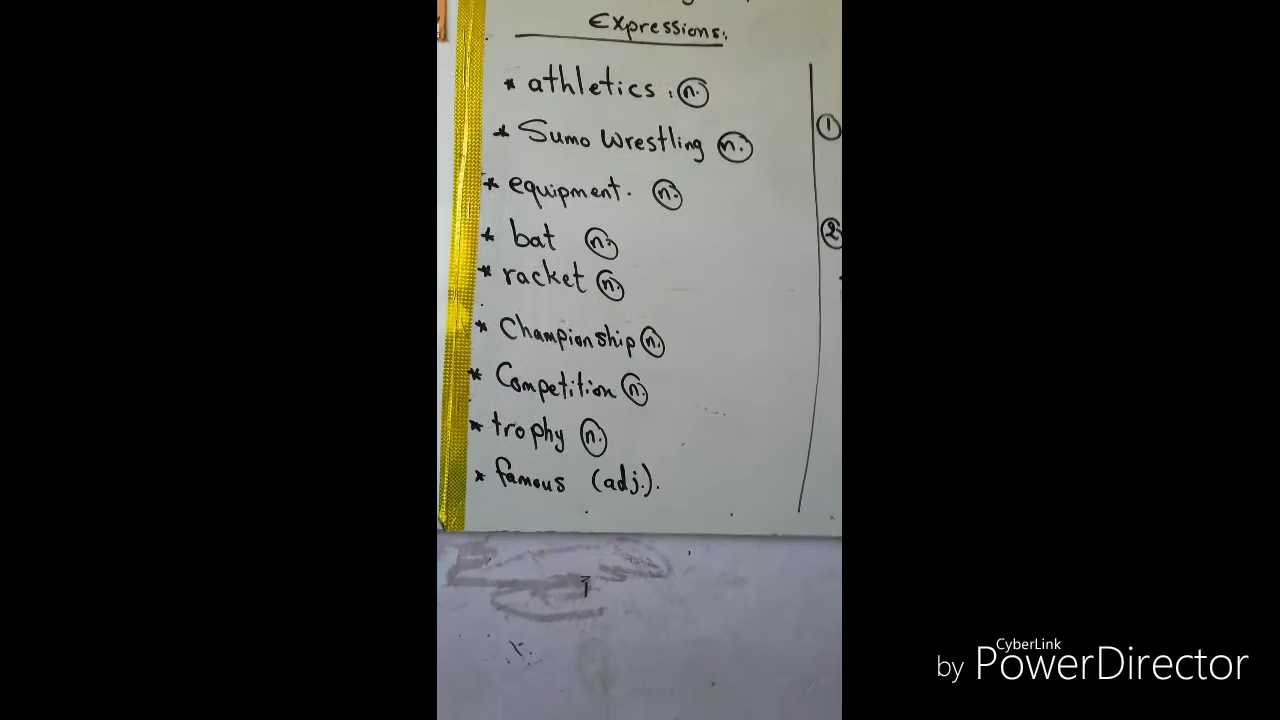 Expressions:
* athletics. n.
* Sumo Wrestling n.
* equipment. n.
* bat n.
* racket n.
* Championship n.
* Competition n.
* trophy n.
* famous (adj.).
1
2
CyberLink
by PowerDirector